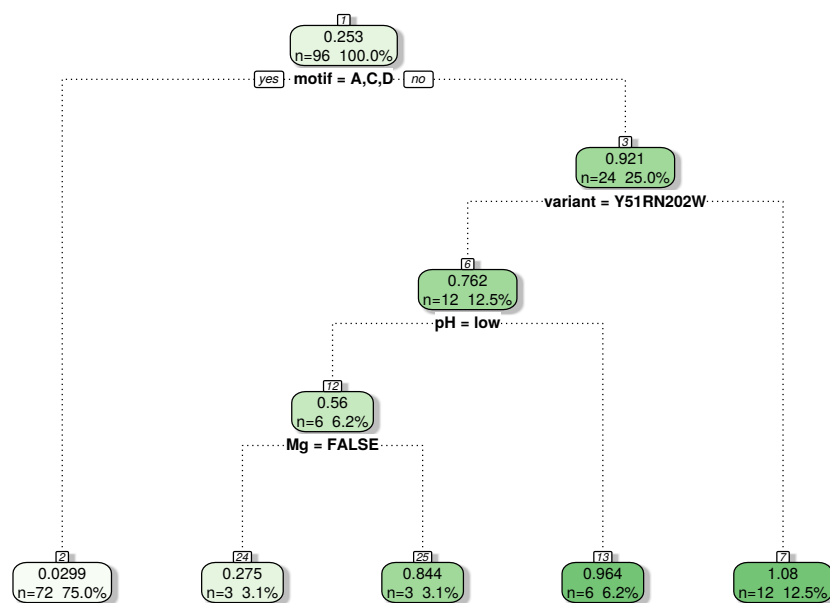 1
0.253
n=96 100.0%
yes motif = A,C,D no
3
0.921
n=24 25.0%
variant = Y51RN202W
6
0.762
n=12 12.5%
pH = low
12
0.56
n=6 6.2%
Mg = FALSE
2
0.0299
n=72 75.0%
24
0.275
n=3 3.1%
25
0.844
n=3 3.1%
13
0.964
n=6 6.2%
7
1.08
n=12 12.5%